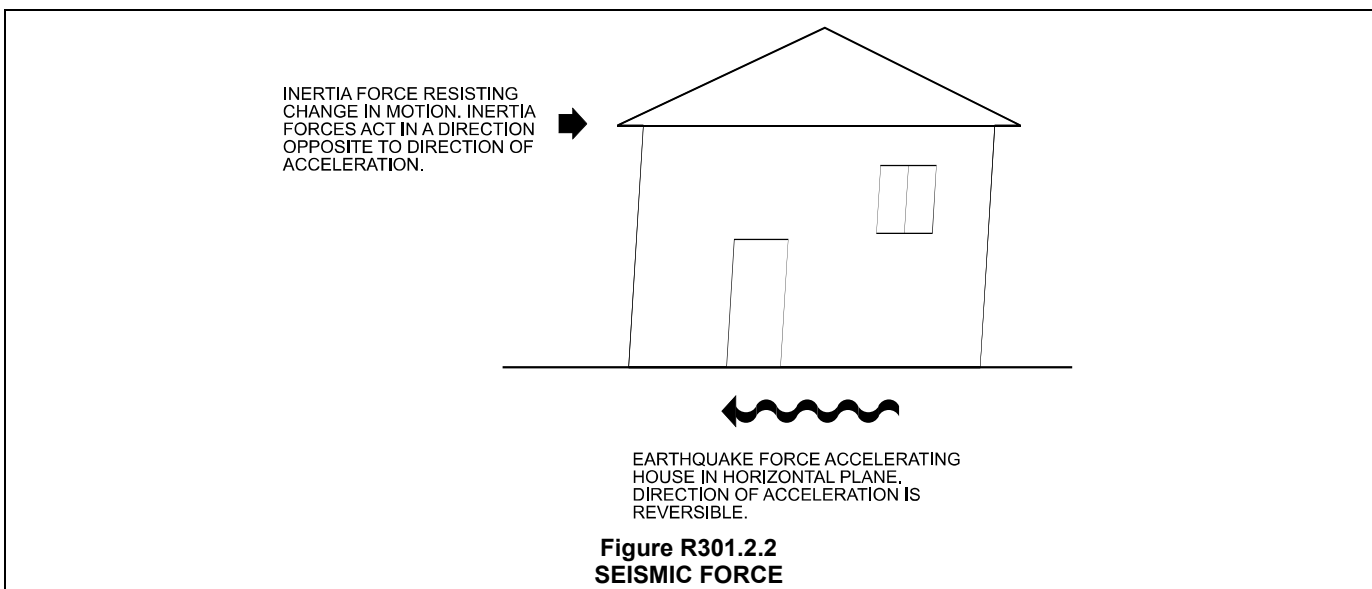 INERTIA FORCE RESISTING
CHANGE IN MOTION. INERTIA
FORCES ACT IN A DIRECTION
OPPOSITE TO DIRECTION OF
ACCELERATION.
EARTHQUAKE FORCE ACCELERATING
HOUSE IN HORIZONTAL PLANE.
DIRECTION OF ACCELERATION IS
REVERSIBLE.
Figure R301.2.2
SEISMIC FORCE